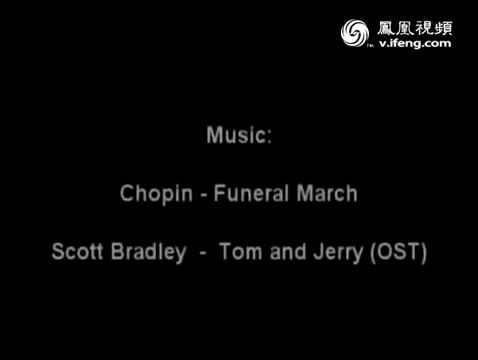 鳳凰視頻
v.ifeng.com
Music:
Chopin - Funeral March
Scott Bradley - Tom and Jerry (OST)